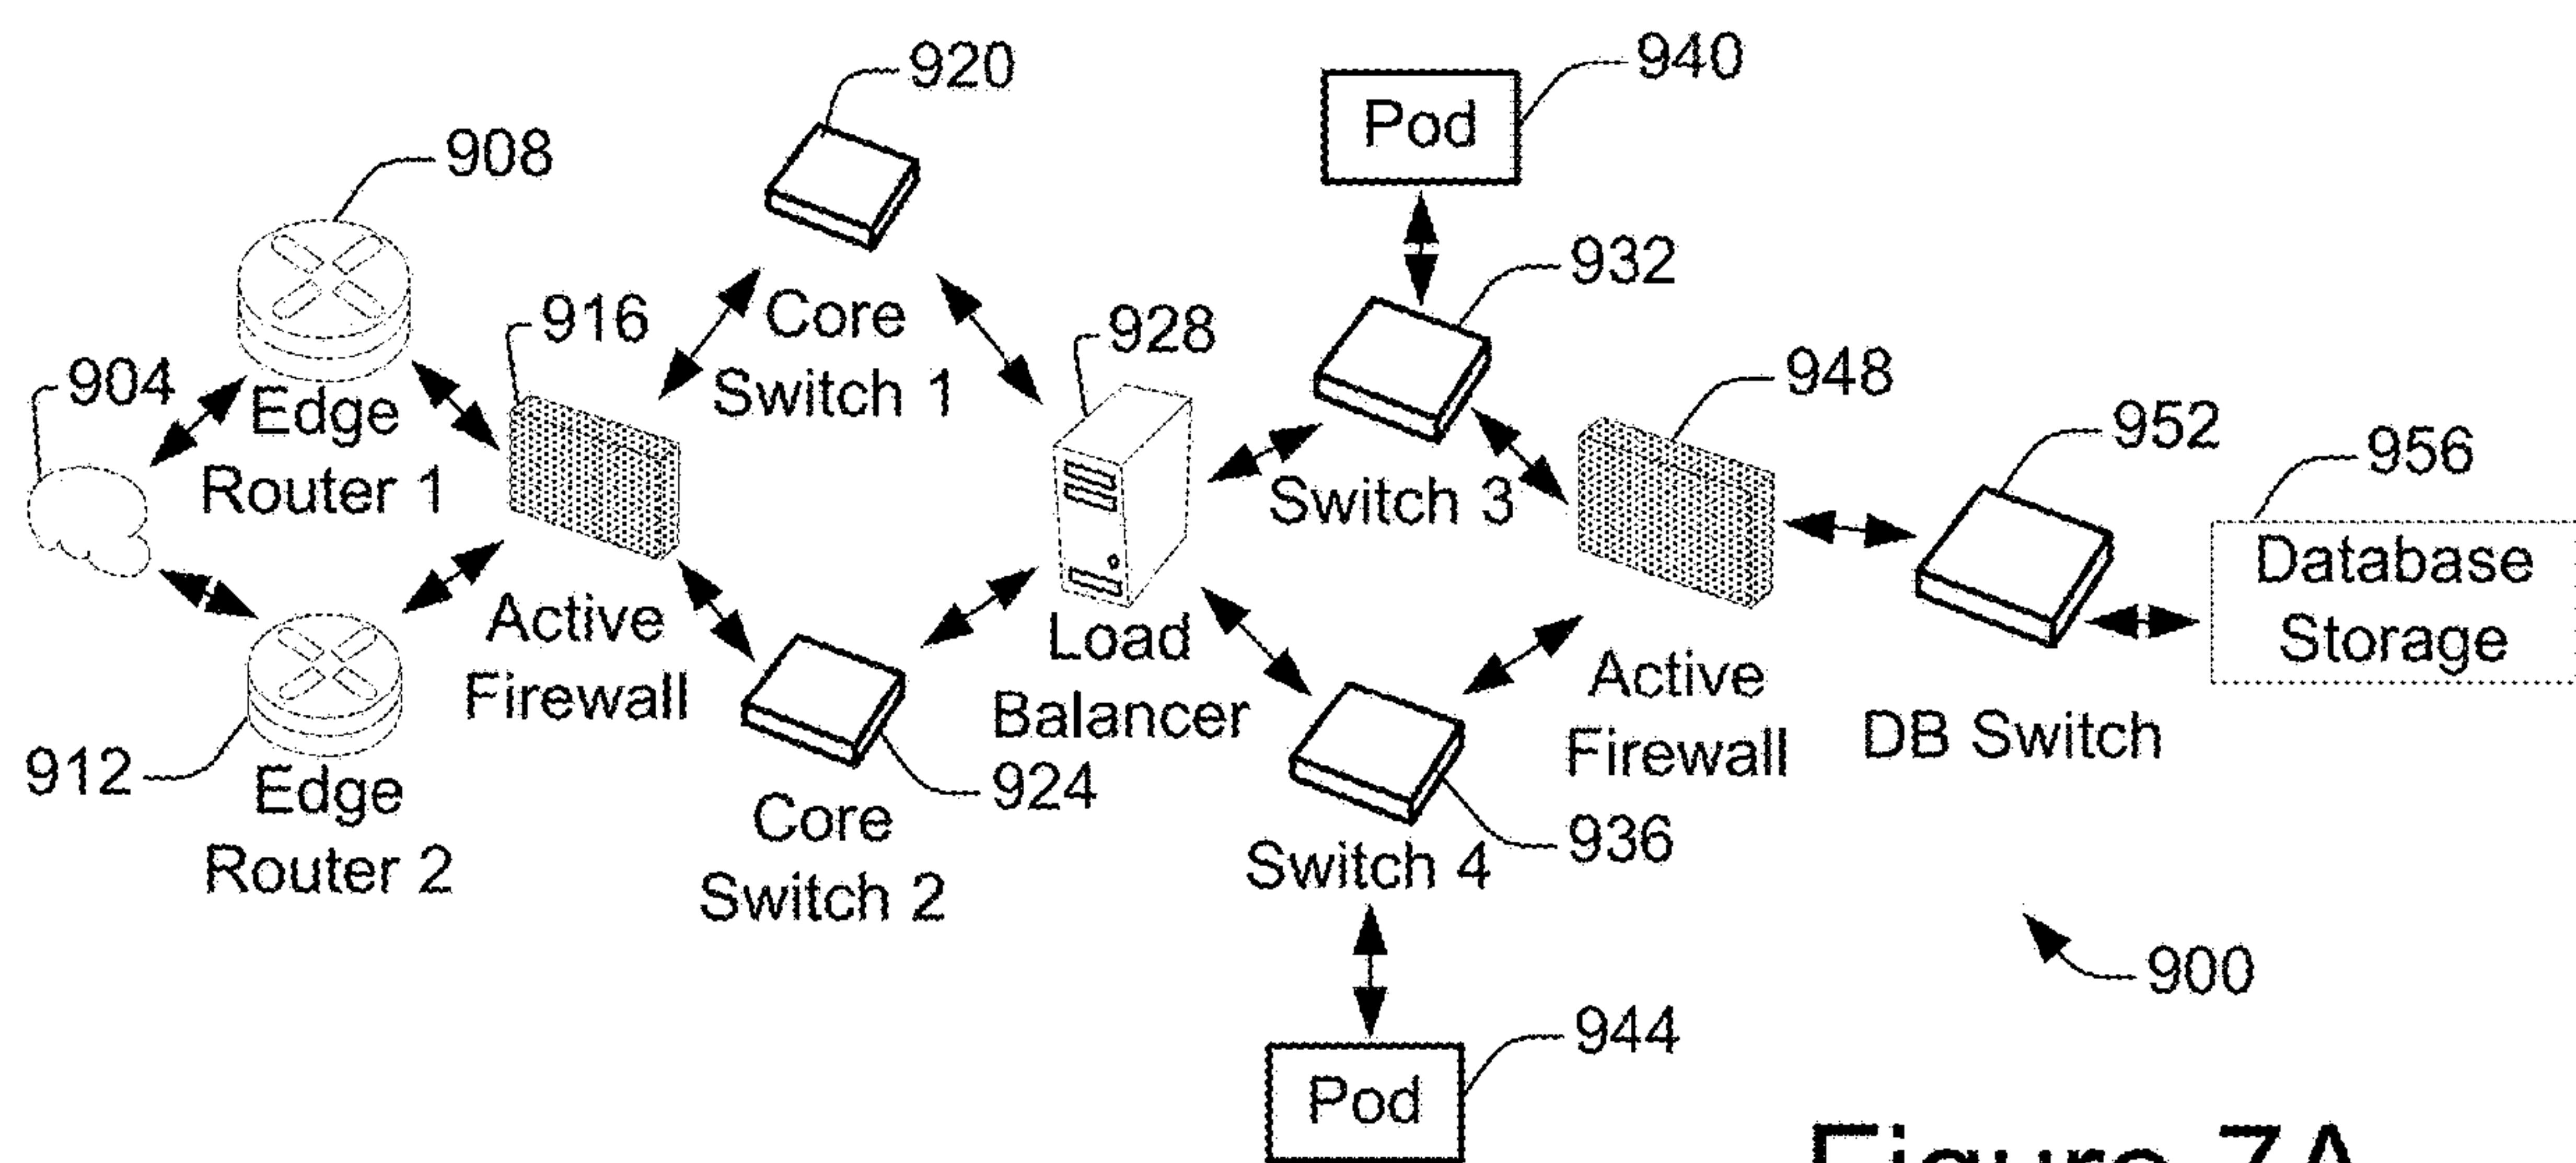 920
940
Pod
908
932
916
Core
Switch 1
928
948
904
Edge
Router 1
952
956
Switch 3
Database
Storage
Active
Firewall
Load
Balancer
Active
Firewall
DB Switch
912
Edge
Router 2
924
Core
Switch 2
936
Switch 4
900
944
Pod
Figure 7A